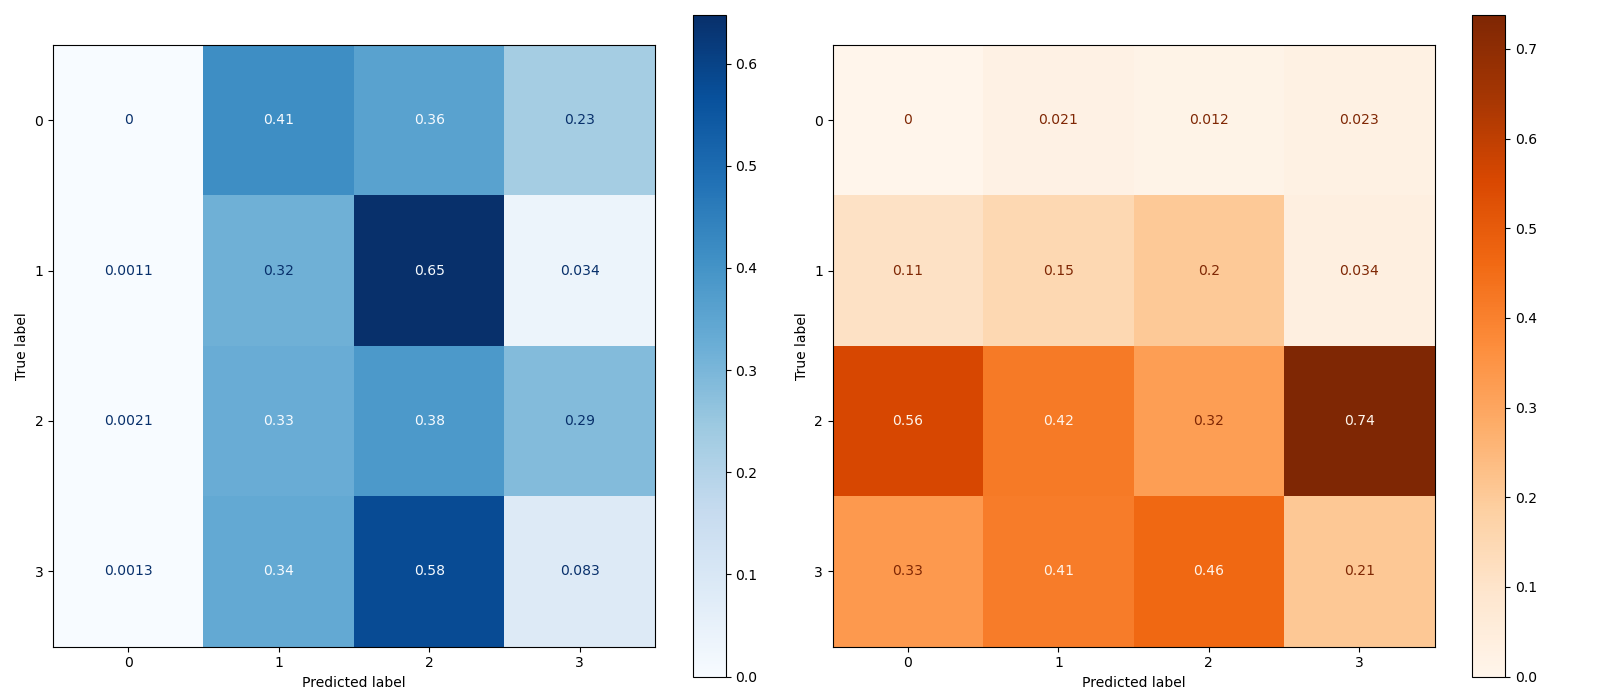 0 0 0.41 0.36 0.23
1 0.0011 0.32 0.65 0.034
2 0.0021 0.33 0.38 0.29
3 0.0013 0.34 0.58 0.083
True label
0 1 2 3
Predicted label
0.6
0.5
0.4
0.3
0.2
0.1
0.0
0 0 0.021 0.012 0.023
1 0.11 0.15 0.2 0.034
2 0.56 0.42 0.32 0.74
3 0.33 0.41 0.46 0.21
True label
0 1 2 3
Predicted label
0.7
0.6
0.5
0.4
0.3
0.2
0.1
0.0